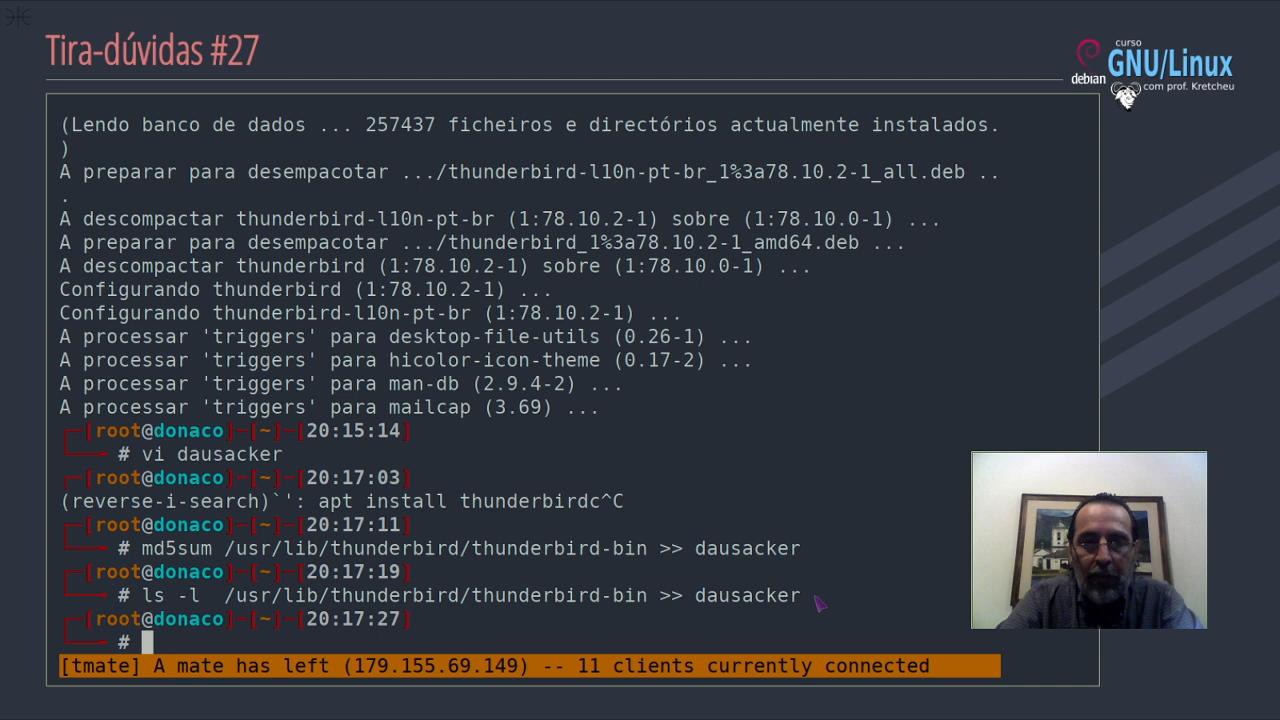 Tira-dúvidas #27
curso
GNU/Linux
debian
com prof. Kretcheu
(Lendo banco de dados ... 257437 ficheiros e directórios actualmente instalados.
)
A preparar para desempacotar .../thunderbird-l10n-pt-br_1%3a78.10.2-1_all.deb ..
.
A descompactar thunderbird-l10n-pt-br (1:78.10.2-1) sobre (1:78.10.0-1) ...
A preparar para desempacotar .../thunderbird_1%3a78.10.2-1_amd64.deb ...
A descompactar thunderbird (1:78.10.2-1) sobre (1:78.10.0-1) ...
Configurando thunderbird (1:78.10.2-1) ...
Configurando thunderbird-l10n-pt-br (1:78.10.2-1) ...
A processar 'triggers' para desktop-file-utils (0.26-1) ...
A processar 'triggers' para hicolor-icon-theme (0.17-2) ...
A processar 'triggers' para man-db (2.9.4-2) ...
A processar 'triggers' para mailcap (3.69) ...
┌─[root@donaco]─[~]─[20:15:14]
└── # vi dausacker
┌─[root@donaco]─[~]─[20:17:03]
(reverse-i-search)`': apt install thunderbirdc^C
┌─[root@donaco]─[~]─[20:17:11]
└── # md5sum /usr/lib/thunderbird/thunderbird-bin >> dausacker
┌─[root@donaco]─[~]─[20:17:19]
└── # ls -l  /usr/lib/thunderbird/thunderbird-bin >> dausacker
┌─[root@donaco]─[~]─[20:17:27]
└── #
[tmate] A mate has left (179.155.69.149) -- 11 clients currently connected